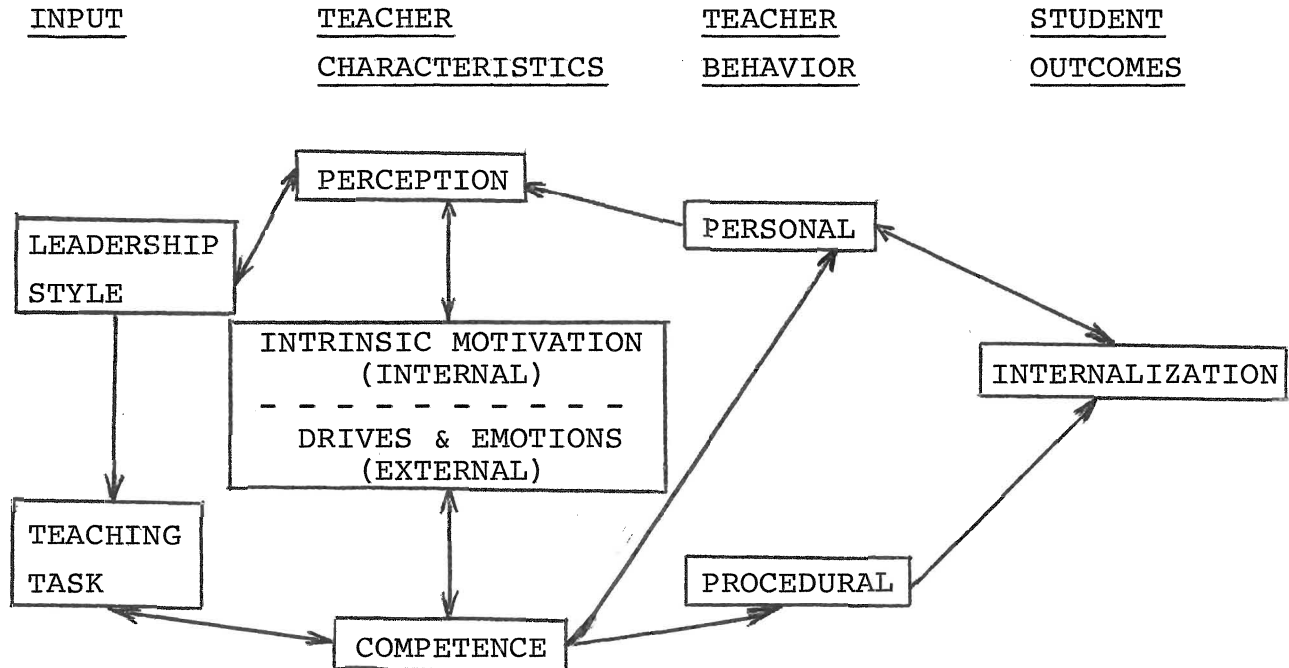 INPUT
TEACHER
CHARACTERISTICS
TEACHER
BEHAVIOR
STUDENT
OUTCOMES
PERCEPTION
PERSONAL
LEADERSHIP
STYLE
INTRINSIC MOTIVATION
(INTERNAL)
DRIVES & EMOTIONS
(EXTERNAL)
INTERNALIZATION
TEACHING
TASK
PROCEDURAL
COMPETENCE